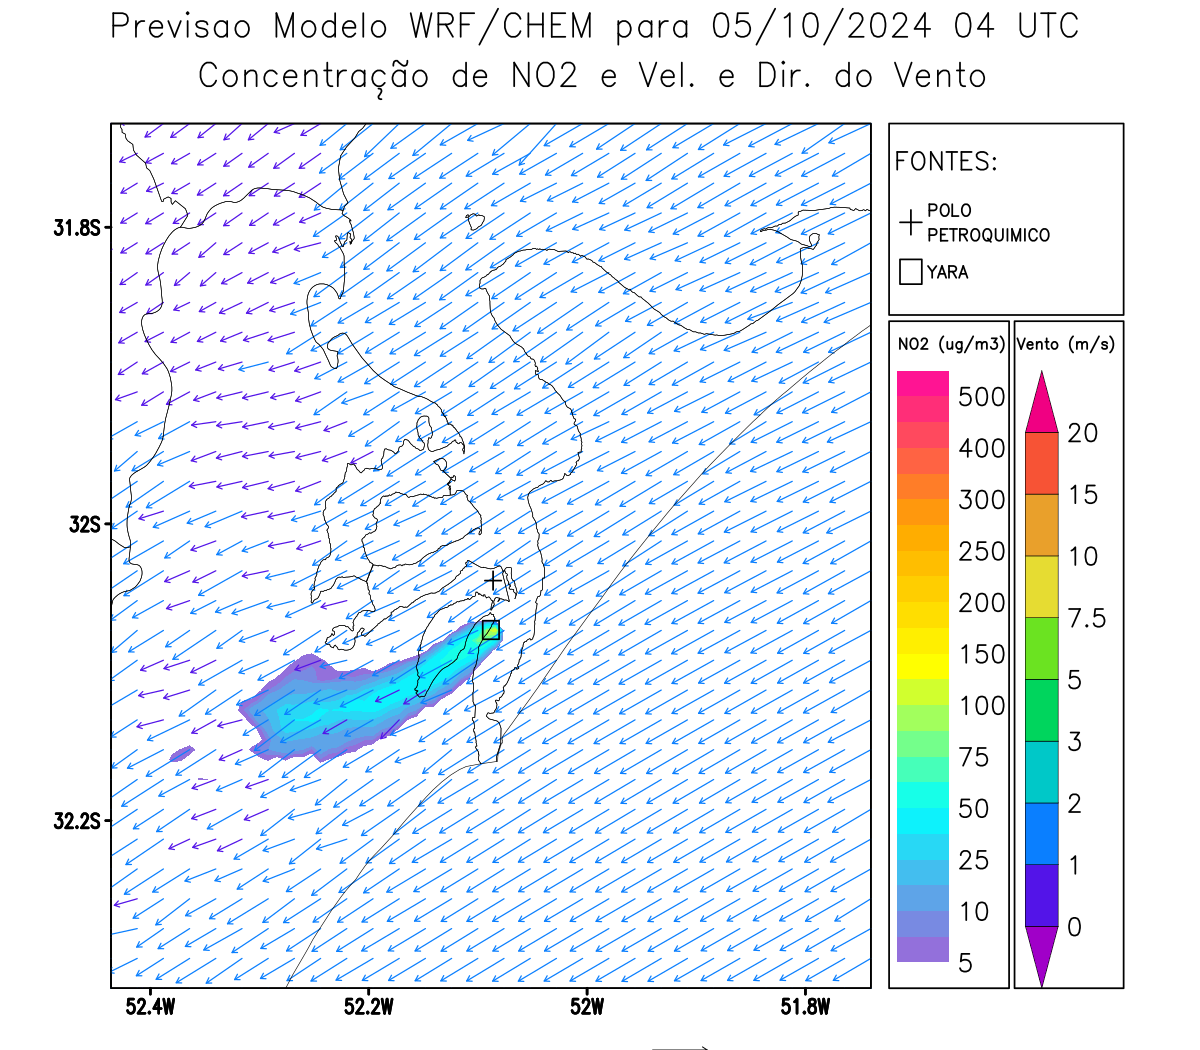 Previsao Modelo WRF/CHEM para 05/10/2024 04 UTC
Concentração de NO2 e Vel. e Dir. do Vento
FONTES:
POLO
PETROQUIMICO
YARA
NO2 (ug/m3)
500
400
300
250
200
150
100
75
50
25
10
5
Vento (m/s)
20
15
10
7.5
5
3
2
1
0
31.8S
32S
32.2S
52.4W
52.2W
52W
51.8W